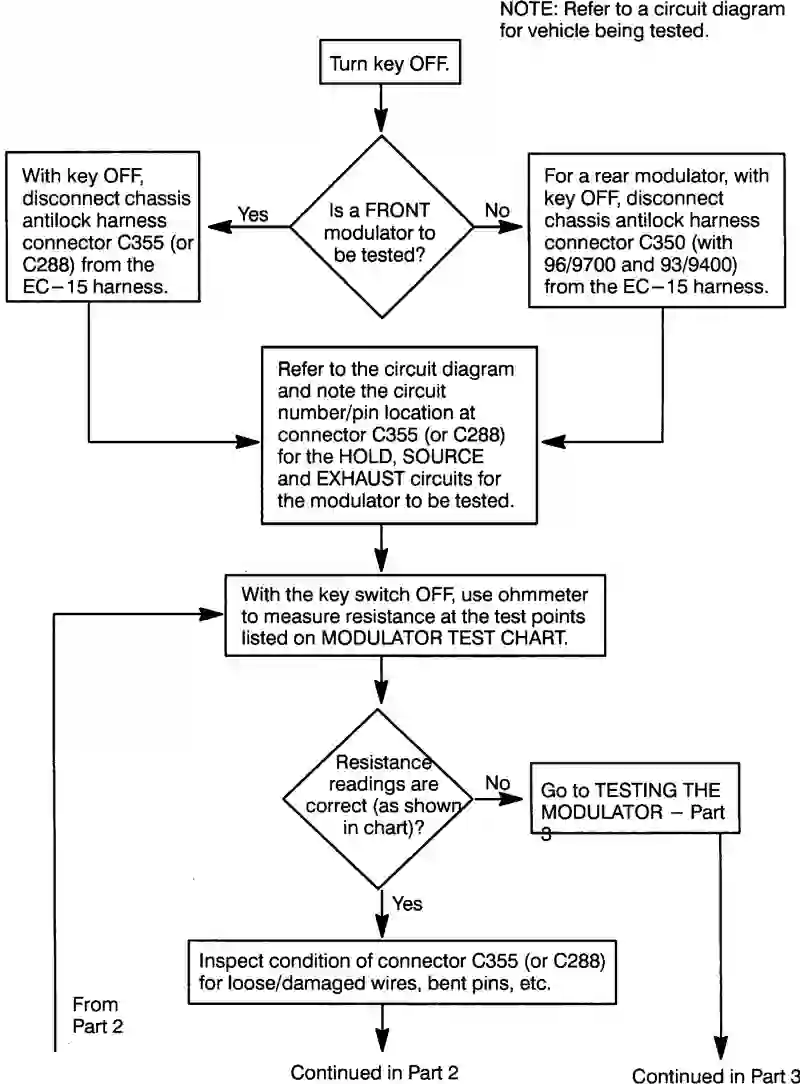 NOTE: Refer to a circuit diagram
for vehicle being tested.
Turn key OFF.
With key OFF,
disconnect chassis
antilock harness
connector C355 (or
C288) from the
EC–15 harness.
Yes
Is a FRONT
modulator to
be tested?
No
For a rear modulator, with
key OFF, disconnect
chassis antilock harness
connector C350 (with
96/9700 and 93/9400)
from the EC–15 harness.
Refer to the circuit diagram
and note the circuit
number/pin location at
connector C355 (or C288)
for the HOLD, SOURCE
and EXHAUST circuits for
the modulator to be tested.
With the key switch OFF, use ohmmeter
to measure resistance at the test points
listed on MODULATOR TEST CHART.
Resistance
readings are
correct (as shown
in chart)?
No
Go to TESTING THE
MODULATOR – Part
3
Yes
Inspect condition of connector C355 (or C288)
for loose/damaged wires, bent pins, etc.
From
Part 2
Continued in Part 2
Continued in Part 3